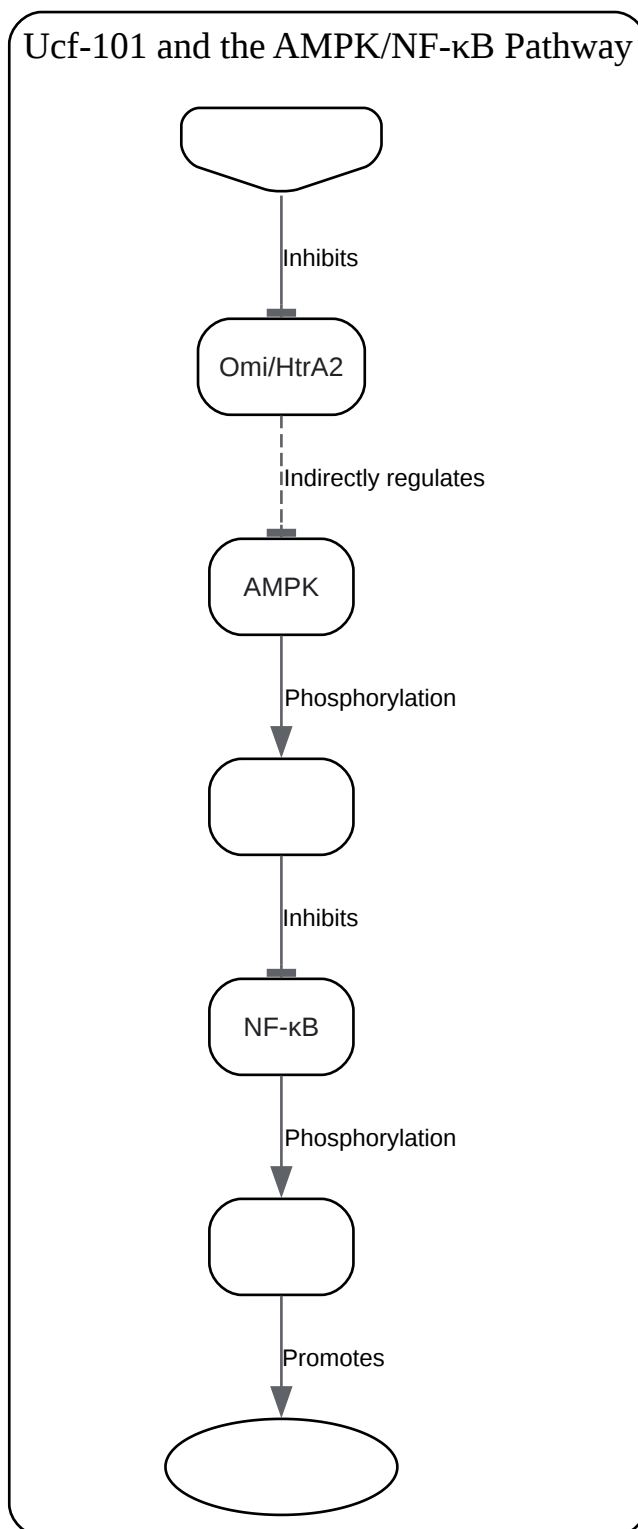 Ucf-101 and the AMPK/NF-κB Pathway
Inhibits
Omi/HtrA2
Indirectly regulates
AMPK
Phosphorylation
Inhibits
NF-κB
Phosphorylation
Promotes